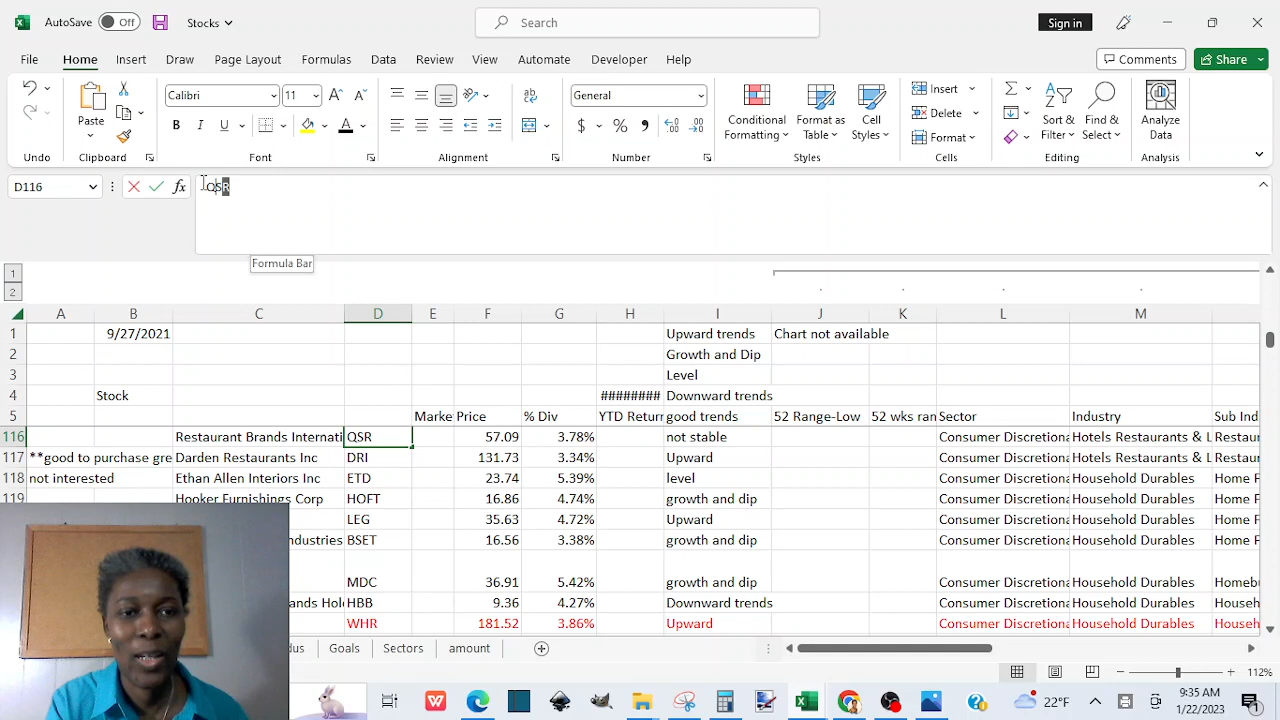 AutoSave Off Stocks Search Sign in
File Home Insert Draw Page Layout Formulas Data Review View Automate Developer Help Comments Share
Calibri 11 General Insert
Paste B I U A $ % Conditional Formatting Format as Table Cell Styles Delete Format Sort & Filter Find & Select Analyze Data
Undo Clipboard Font Alignment Number Styles Cells Editing Analysis
D116 fx QSR
Formula Bar
1
2
A B C D E F G H I J K L M
1 9/27/2021 Upward trends Chart not available
2 Growth and Dip
3 Level
4 Stock ######## Downward trends
5 Marke Price % Div YTD Retur good trends 52 Range-Low 52 wks ran Sector Industry Sub Ind
116 Restaurant Brands Internati QSR 57.09 3.78% not stable Consumer Discretiona Hotels Restaurants & L Restaur
117 **good to purchase gre Darden Restaurants Inc DRI 131.73 3.34% Upward Consumer Discretiona Hotels Restaurants & L Restaur
118 not interested Ethan Allen Interiors Inc ETD 23.74 5.39% level Consumer Discretiona Household Durables Home F
119 Hooker Furnishings Corp HOFT 16.86 4.74% growth and dip Consumer Discretiona Household Durables Home F
LEG 35.63 4.72% Upward Consumer Discretiona Household Durables Home F
ndustries BSET 16.56 3.38% growth and dip Consumer Discretiona Household Durables Home F
MDC 36.91 5.42% growth and dip Consumer Discretiona Household Durables Homebu
ands Hold HBB 9.36 4.27% Downward trends Consumer Discretiona Household Durables Househ
WHR 181.52 3.86% Upward Consumer Discretiona Household Durables Househ
dus Goals Sectors amount
112%
22°F 9:35 AM
1/22/2023